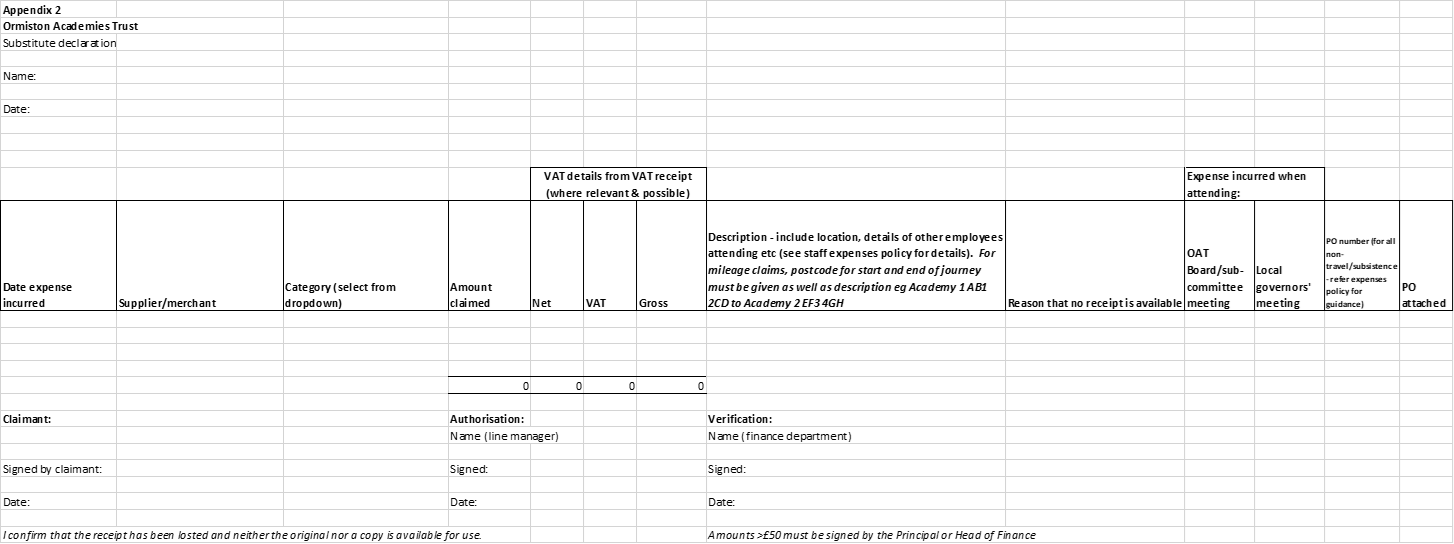 Appendix 2
Ormiston Academies Trust
Substitute declaration
Name:
Date:
VAT details from VAT receipt
(where relevant & possible)
Expense incurred when
attending:
Date expense
incurred
Supplier/merchant
Category (select from
dropdown)
Amount
claimed
Net
VAT
Gross
Description - include location, details of other employees
attending etc (see staff expenses policy for details). For
mileage claims, postcode for start and end of journey
must be given as well as description eg Academy 1 AB1
2CD to Academy 2 EF3 4GH
Reason that no receipt is available
OAT
Board/sub-
committee
meeting
Local
governors'
meeting
PO number (for all
non-
travel/subsistence
- refer expenses
policy for
guidance)
PO
attached
0 0 0 0
Claimant: Authorisation: Verification:
Name (line manager) Name (finance department)
Signed by claimant: Signed: Signed:
Date: Date: Date:
I confirm that the receipt has been losted and neither the original nor a copy is available for use. Amounts >£50 must be signed by the Principal or Head of Finance